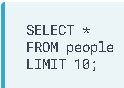 SELECT *
FROM people
LIMIT 10;